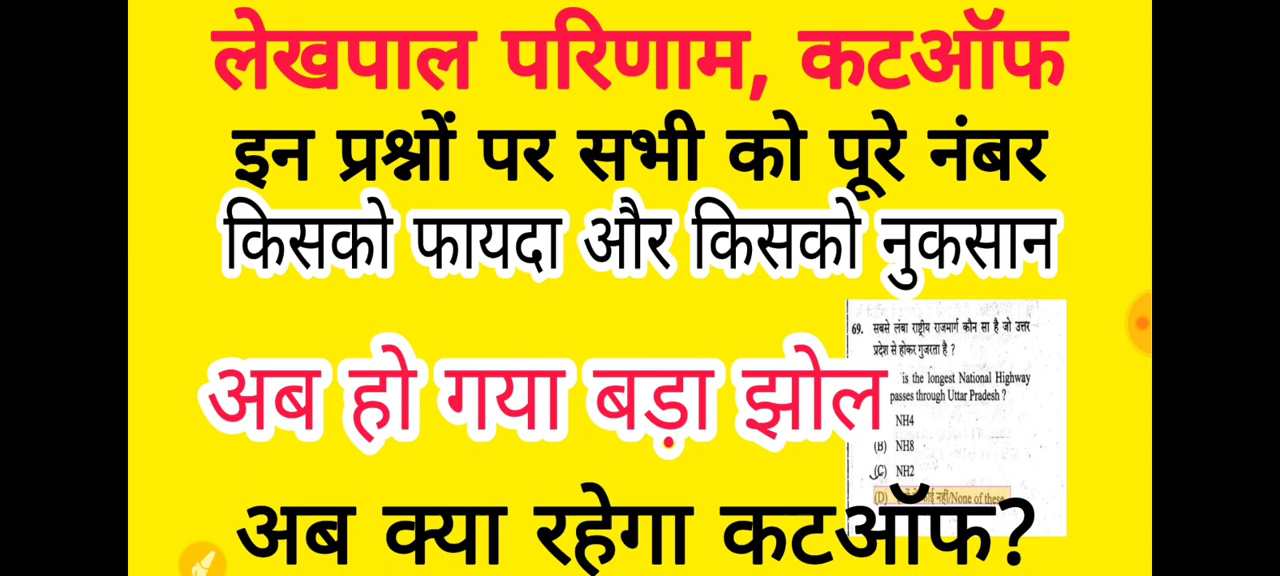 लेखपाल परिणाम, कटऑफ
इन प्रश्नों पर सभी को पूरे नंबर
किसको फायदा और किसको नुकसान
69. सबसे लंबा राष्ट्रीय राजमार्ग कौन सा है जो उत्तर
प्रदेश से होकर गुजरता है ?
is the longest National Highway
passes through Uttar Pradesh ?
NH4
(B) NH8
(C) NH2
(D) नहीं/None of these
अब हो गया बड़ा झोल
अब क्या रहेगा कटऑफ?